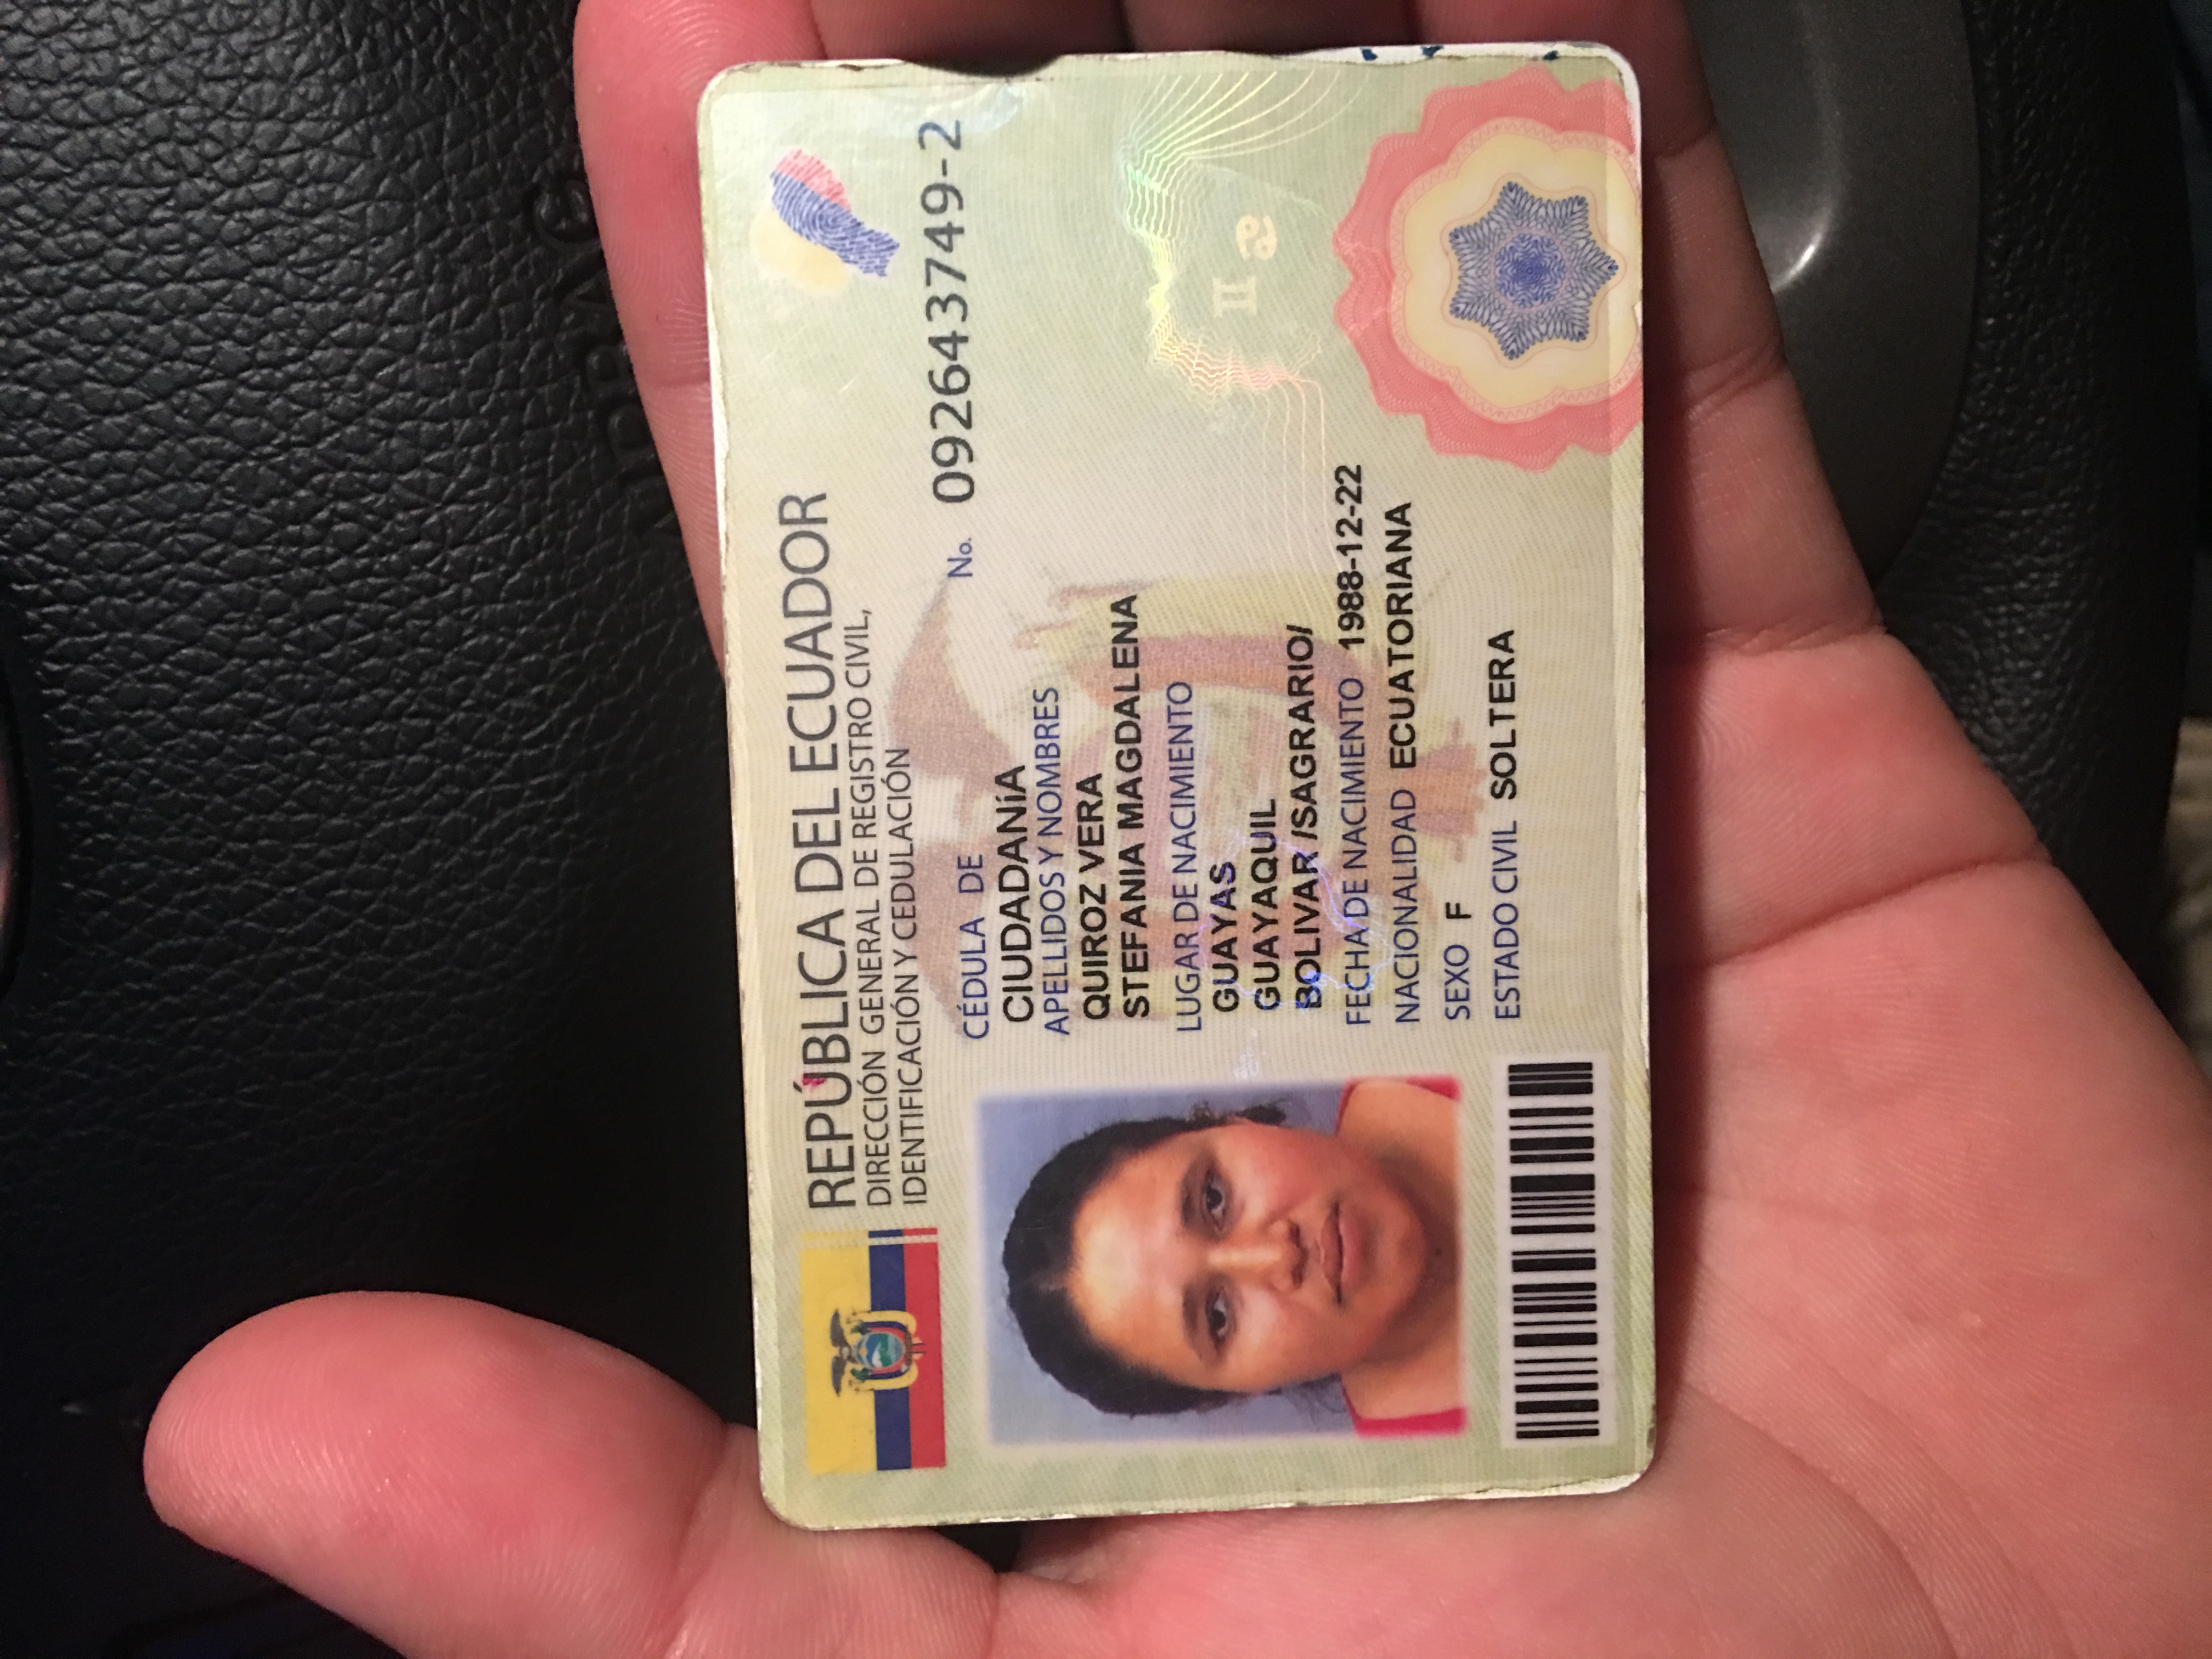 AIRBAG
REPÚBLICA DEL ECUADOR
DIRECCIÓN GENERAL DE REGISTRO CIVIL,
IDENTIFICACIÓN Y CEDULACIÓN
No. 092643749-2
CÉDULA DE
CIUDADANíA
APELLIDOS Y NOMBRES
QUIROZ VERA
STEFANIA MAGDALENA
LUGAR DE NACIMIENTO
GUAYAS
GUAYAQUIL
BOLIVAR /SAGRARIO/
FECHA DE NACIMIENTO 1988-12-22
NACIONALIDAD ECUATORIANA
SEXO F
ESTADO CIVIL SOLTERA